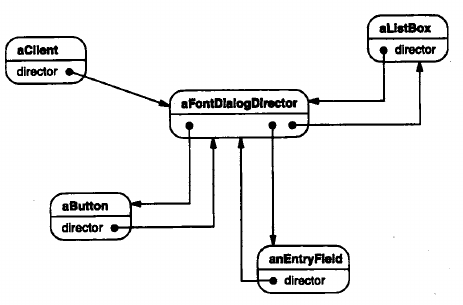 aClient
director
aListBox
director
aFontDialogDirector
aButton
director
anEntryField
director